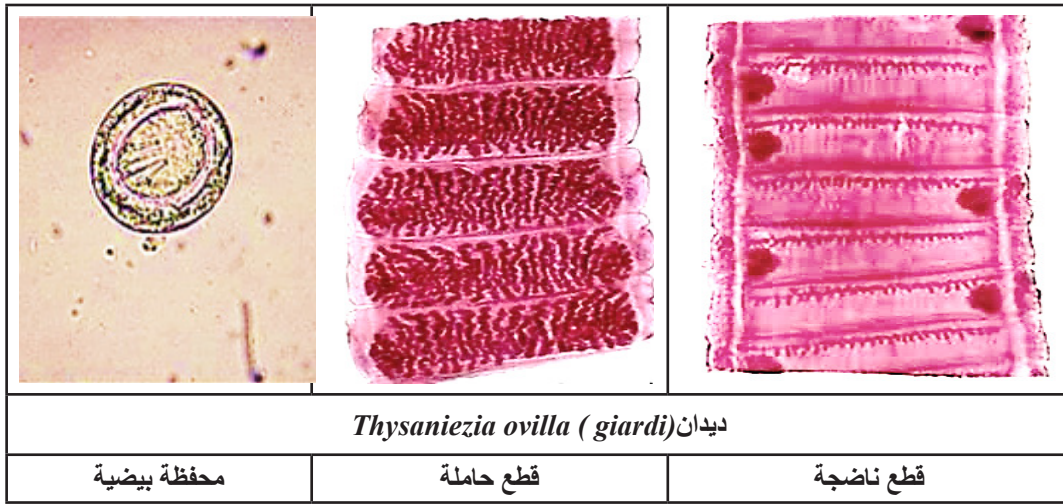 ديدان Thysaniezia ovilla ( giardi)
قطع ناضجة
قطع حاملة
محفظة بيضية